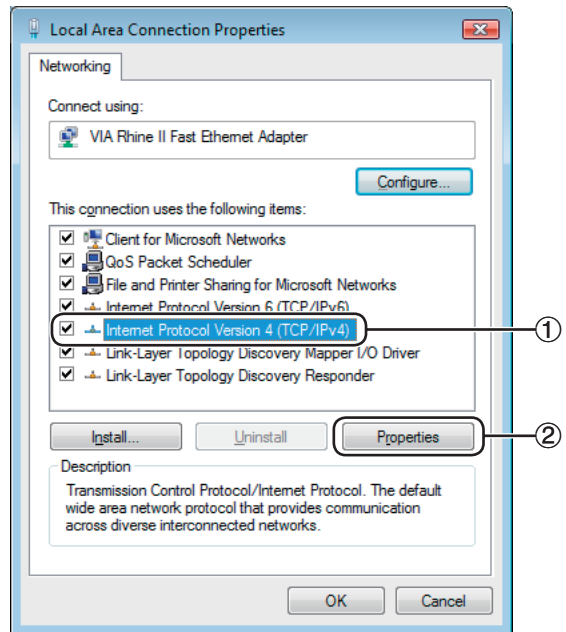 Local Area Connection Properties
Networking
Connect using:
VIA Rhine II Fast Ethernet Adapter
Configure...
This connection uses the following items:
Client for Microsoft Networks
QoS Packet Scheduler
File and Printer Sharing for Microsoft Networks
Internet Protocol Version 6 (TCP/IPv6)
Internet Protocol Version 4 (TCP/IPv4)
①
Link-Layer Topology Discovery Mapper I/O Driver
Link-Layer Topology Discovery Responder
Install...
Uninstall
Properties
②
Description
Transmission Control Protocol/Internet Protocol. The default
wide area network protocol that provides communication
across diverse interconnected networks.
OK
Cancel